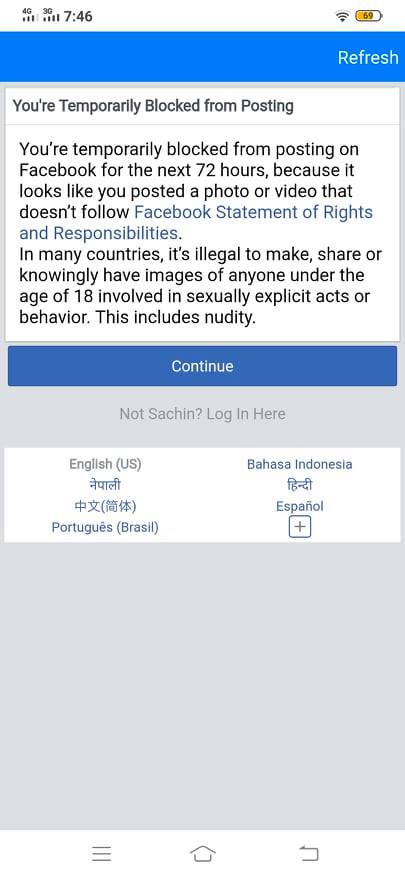 4G 3G 7:46 69
Refresh
You're Temporarily Blocked from Posting
You’re temporarily blocked from posting on
Facebook for the next 72 hours, because it
looks like you posted a photo or video that
doesn’t follow Facebook Statement of Rights
and Responsibilities.
In many countries, it’s illegal to make, share or
knowingly have images of anyone under the
age of 18 involved in sexually explicit acts or
behavior. This includes nudity.
Continue
Not Sachin? Log In Here
English (US) Bahasa Indonesia
नेपाली हिन्दी
中文(简体) Español
Português (Brasil) +